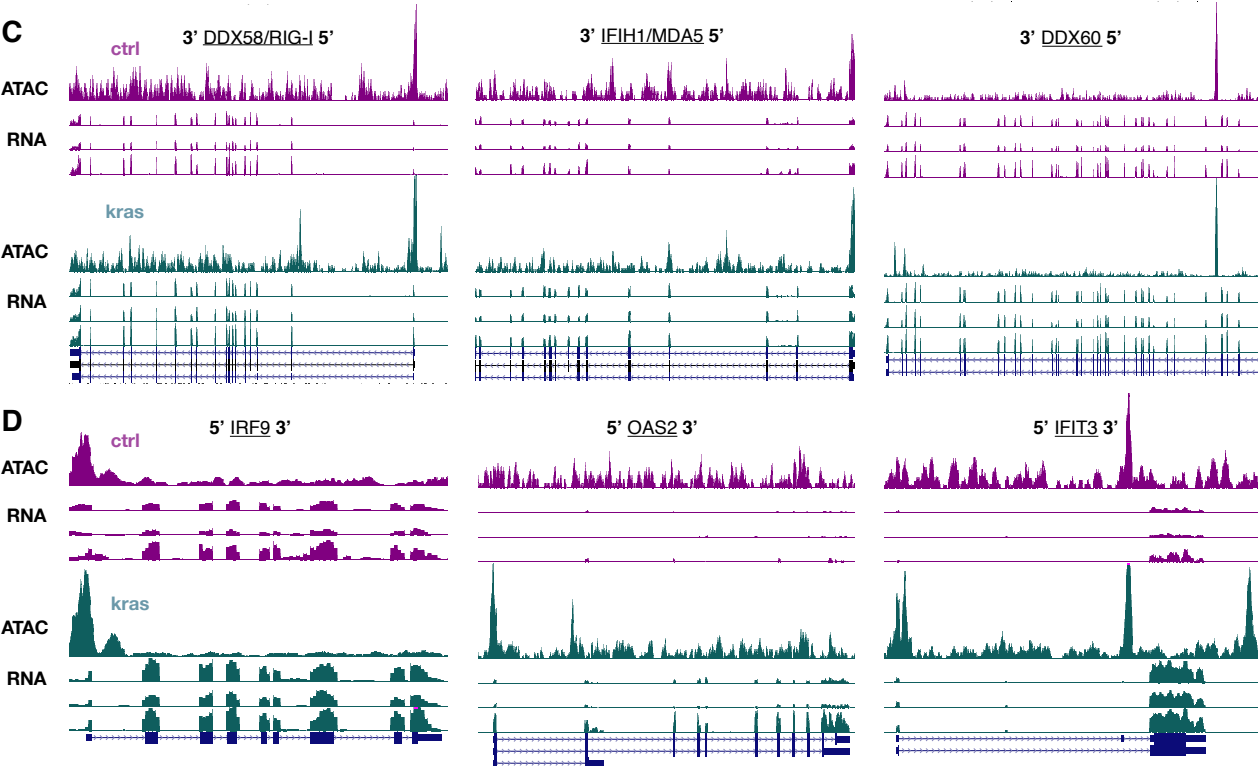 C
3’ DDX58/RIG-I 5’
3’ IFIH1/MDA5 5’
3’ DDX60 5’
ctrl
ATAC
RNA
kras
ATAC
RNA
D
5’ IRF9 3’
5’ OAS2 3’
5’ IFIT3 3’
ctrl
ATAC
RNA
kras
ATAC
RNA